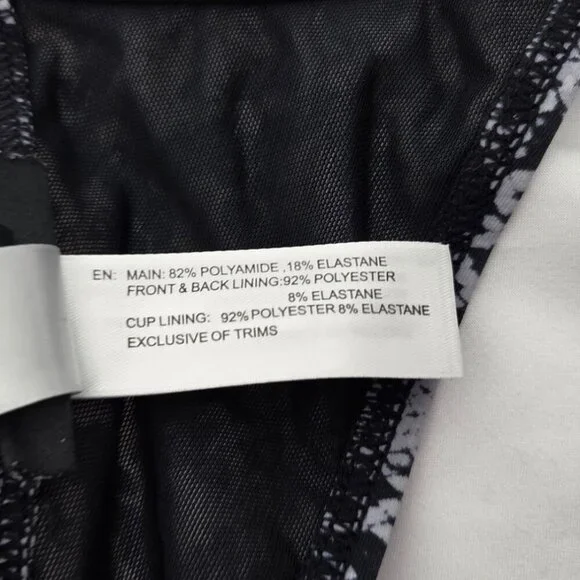 EN: MAIN: 82% POLYAMIDE ,18% ELASTANE
FRONT & BACK LINING:92% POLYESTER
8% ELASTANE
CUP LINING: 92% POLYESTER 8% ELASTANE
EXCLUSIVE OF TRIMS